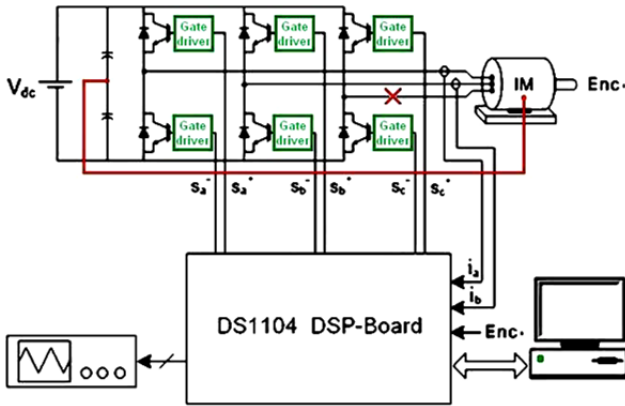 Gate driver
Gate driver
Gate driver
Vdc
IM
Enc.
Gate driver
Gate driver
Gate driver
Sa- Sa+ Sb- Sb+ Sc- Sc+
ia
ib
DS1104 DSP-Board
Enc.